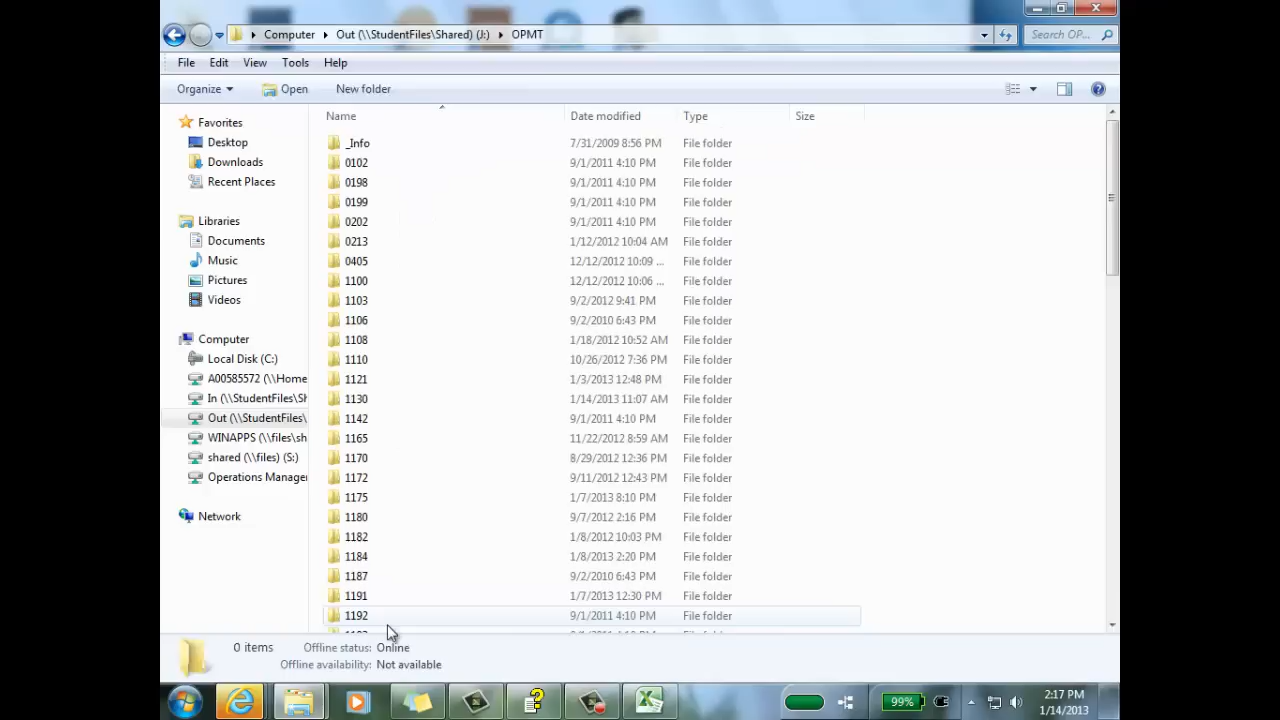 Computer Out (\\StudentFiles\Shared) (J:) OPMT Search OP...
File Edit View Tools Help
Organize Open New folder
Name Date modified Type Size
Favorites
Desktop
Downloads
Recent Places
Libraries
Documents
Music
Pictures
Videos
Computer
Local Disk (C:)
A00585572 (\\Home
In (\\StudentFiles\Sh
Out (\\StudentFiles\
WINAPPS (\\files\sh
shared (\\files) (S:)
Operations Manage
Network
_Info 7/31/2009 8:56 PM File folder
0102 9/1/2011 4:10 PM File folder
0198 9/1/2011 4:10 PM File folder
0199 9/1/2011 4:10 PM File folder
0202 9/1/2011 4:10 PM File folder
0213 1/12/2012 10:04 AM File folder
0405 12/12/2012 10:09 ... File folder
1100 12/12/2012 10:06 ... File folder
1103 9/2/2012 9:41 PM File folder
1106 9/2/2010 6:43 PM File folder
1108 1/18/2012 10:52 AM File folder
1110 10/26/2012 7:36 PM File folder
1121 1/3/2013 12:48 PM File folder
1130 1/14/2013 11:07 AM File folder
1142 9/1/2011 4:10 PM File folder
1165 11/22/2012 8:59 AM File folder
1170 8/29/2012 12:36 PM File folder
1172 9/11/2012 12:43 PM File folder
1175 1/7/2013 8:10 PM File folder
1180 9/7/2012 2:16 PM File folder
1182 1/8/2012 10:03 PM File folder
1184 1/8/2013 2:20 PM File folder
1187 9/2/2010 6:43 PM File folder
1191 1/7/2013 12:30 PM File folder
1192 9/1/2011 4:10 PM File folder
0 items Offline status: Online
Offline availability: Not available
99% 2:17 PM
1/14/2013